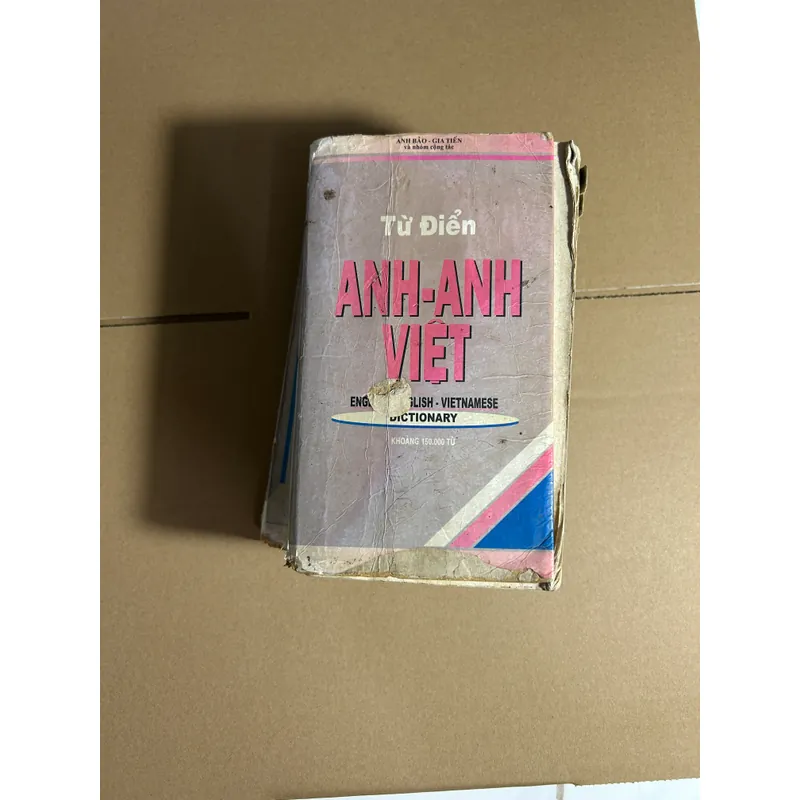 ANH BẢO - GIA TIẾN
và nhóm cộng tác
Từ Điển
ANH-ANH
VIỆT
- VIETNAMESE
DICTIONARY
KHOẢNG 150.000 TỪ